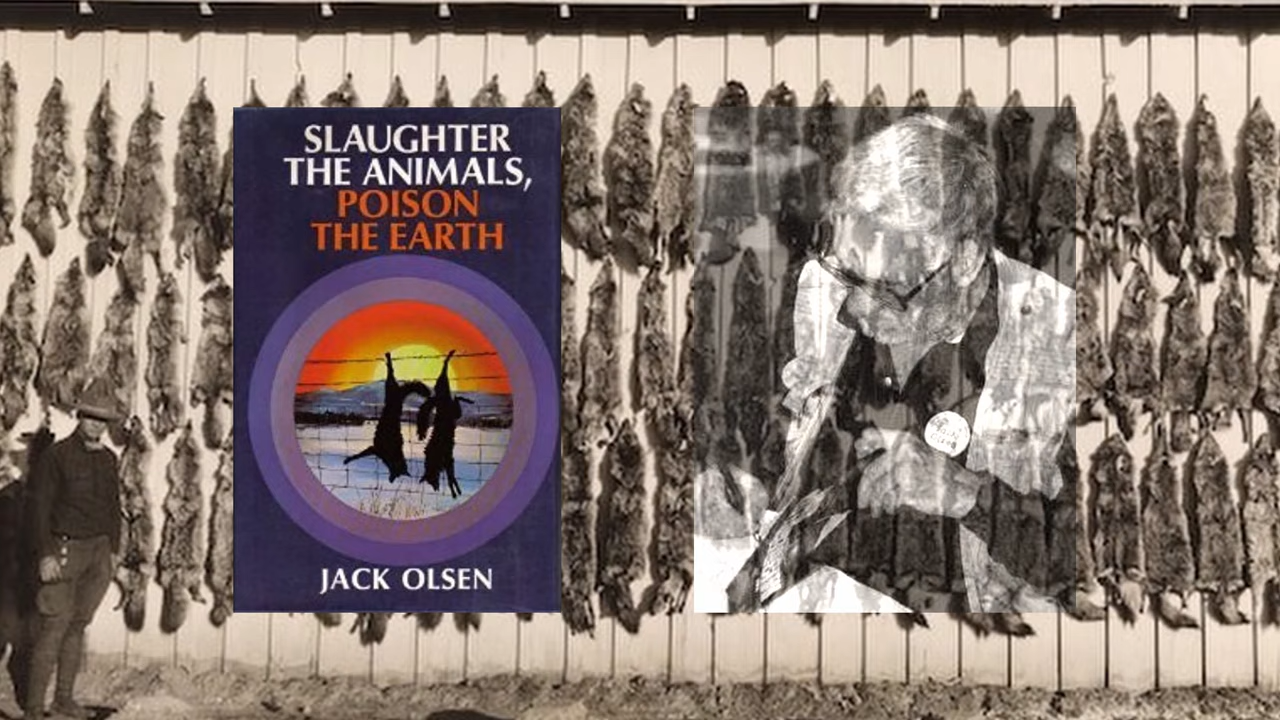 SLAUGHTER
THE ANIMALS,
POISON
THE EARTH
JACK OLSEN